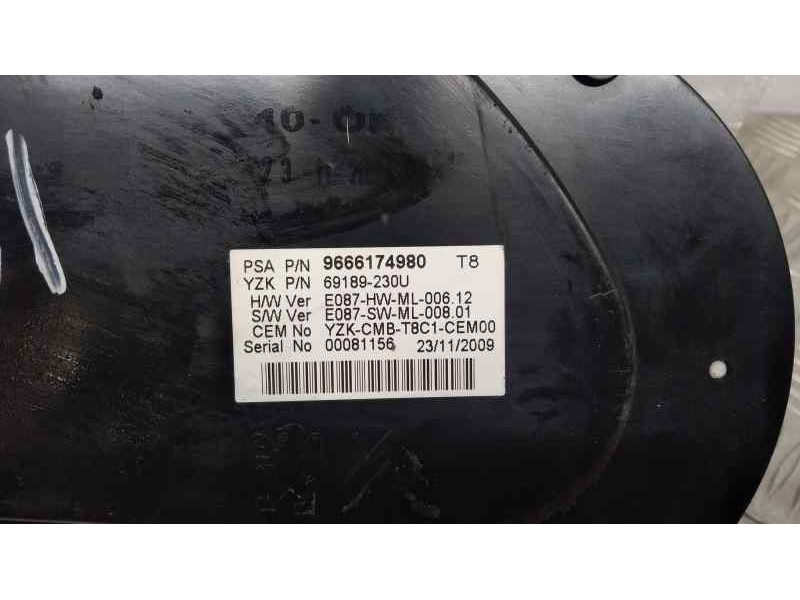 PSA P/N 9666174980 T8
YZK P/N 69189-230U
H/W Ver E087-HW-ML-006.12
S/W Ver E087-SW-ML-008.01
CEM No YZK-CMB-T8C1-CEM00
Serial No 00081156 23/11/2009